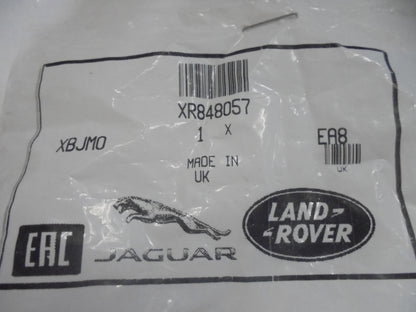 XR848057
1 X
XBJMO
EA8
MADE IN
UK
UK
EAC
JAGUAR
LAND-
-ROVER